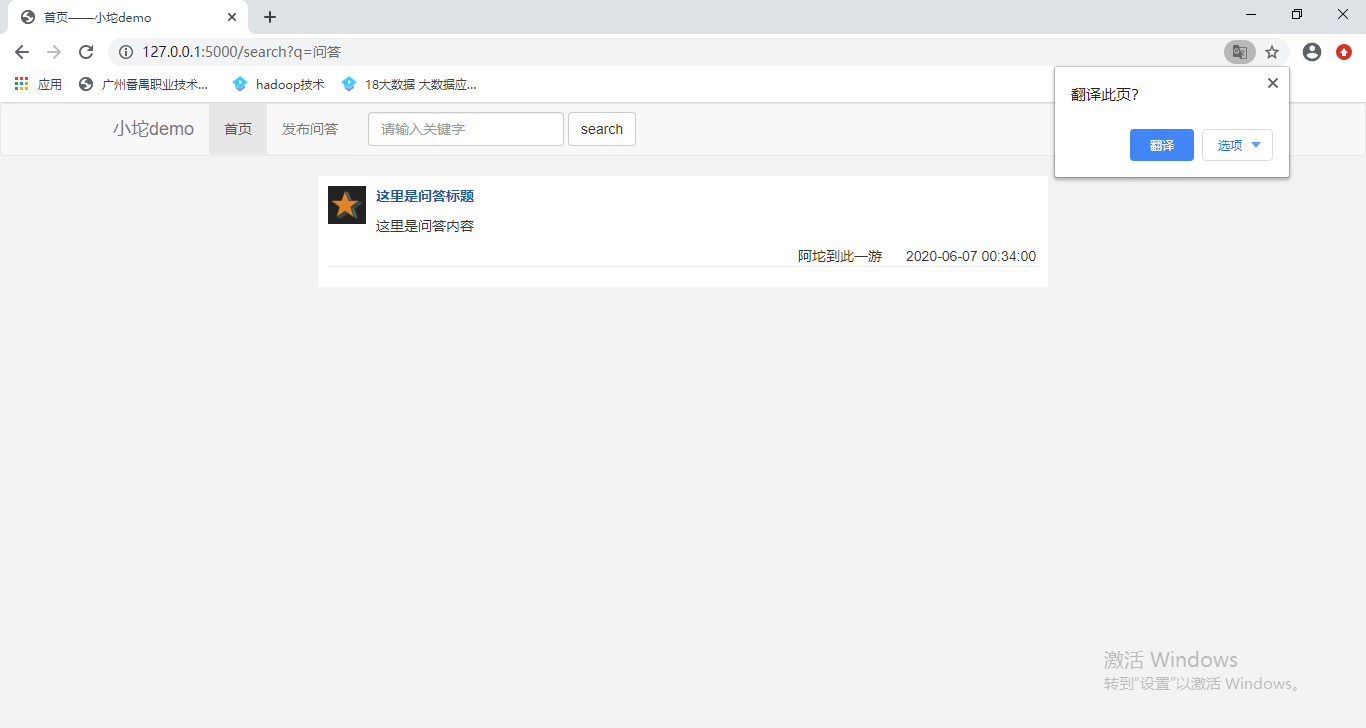 首页——小坨demo
127.0.0.1:5000/search?q=问答
应用 广州番禺职业技术... hadoop技术 18大数据 大数据应...
翻译此页?
翻译 选项
小坨demo 首页 发布问答 请输入关键字 search
这里是问答标题
这里是问答内容
阿坨到此一游 2020-06-07 00:34:00
激活 Windows
转到"设置"以激活 Windows。